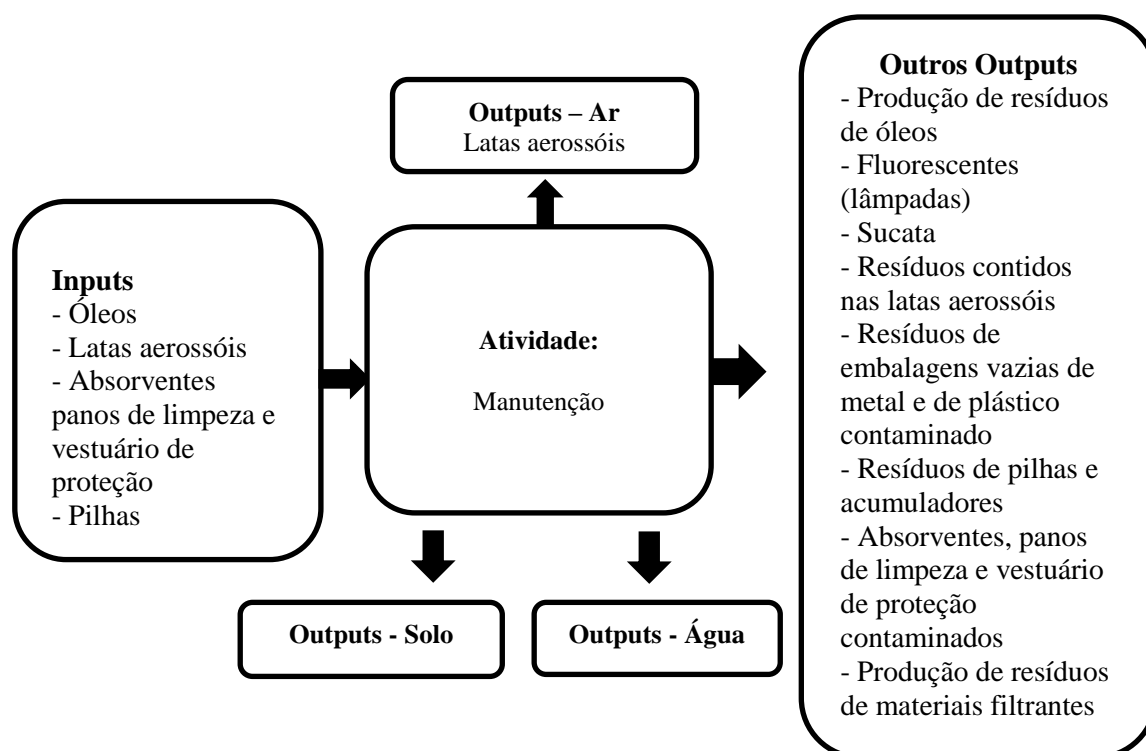 Inputs
- Óleos
- Latas aerossóis
- Absorventes
panos de limpeza e
vestuário de
proteção
- Pilhas
Outputs – Ar
Latas aerossóis
Atividade:
Manutenção
Outputs - Solo
Outputs - Água
Outros Outputs
- Produção de resíduos
de óleos
- Fluorescentes
(lâmpadas)
- Sucata
- Resíduos contidos
nas latas aerossóis
- Resíduos de
embalagens vazias de
metal e de plástico
contaminado
- Resíduos de pilhas e
acumuladores
- Absorventes, panos
de limpeza e vestuário
de proteção
contaminados
- Produção de resíduos
de materiais filtrantes